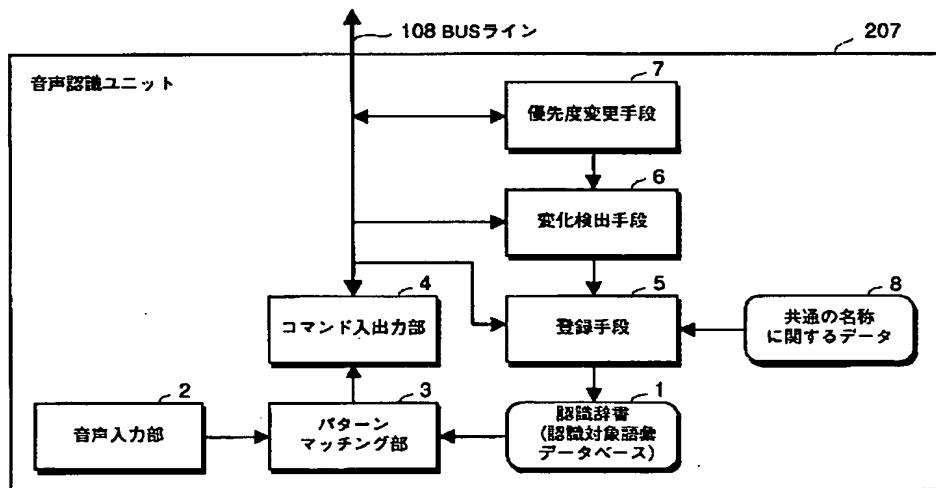 108 BUSライン
207
音声認識ユニット
7
優先度変更手段
6
変化検出手段
5
登録手段
8
共通の名称
に関するデータ
4
コマンド入出力部
2
音声入力部
3
パターン
マッチング部
1
認識辞書
(認識対象語彙
データベース)